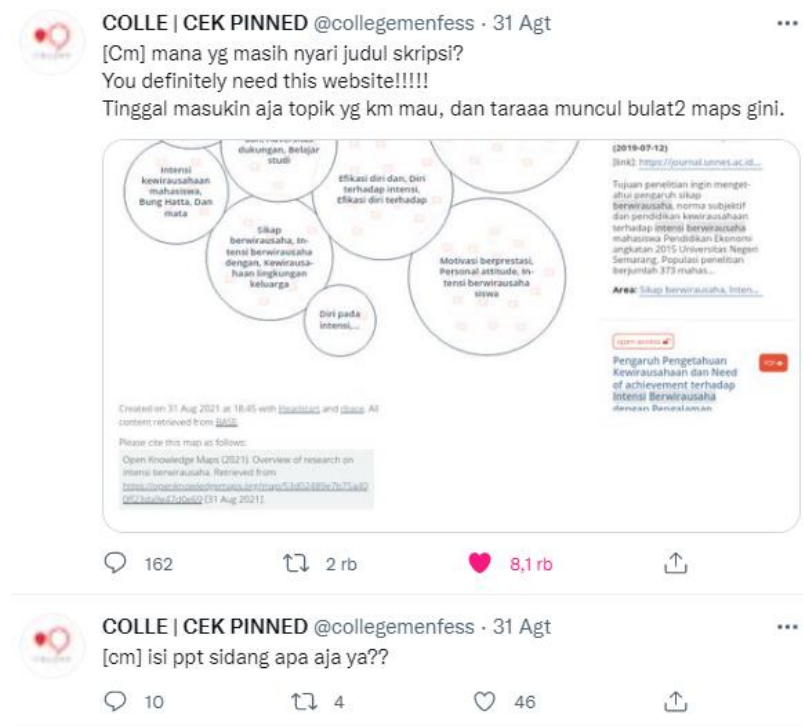 COLLE | CEK PINNED @collegemenfess · 31 Agt
[Cm] mana yg masih nyari judul skripsi?
You definitely need this website!!!!!
Tinggal masukin aja topik yg km mau, dan taraaa muncul bulat2 maps gini.
dukungan, Belajar
studi
Intensi
kewirausahaan
mahasiswa,
Bung Hatta, Dan
mata
Efikasi diri dan, Diri
terhadap intensi,
Efikasi diri terhadap
Sikap
berwirausaha, In-
tensi berwirausaha
dengan, Kewirausa-
haan lingkungan
keluarga
Motivasi berprestasi,
Personal attitude, In-
tensi berwirausaha
siswa
Diri pada
intensi,...
(2019-07-12)
[link]: https://journal.unnes.ac.id...
Tujuan penelitian ingin menget-
ahui pengaruh sikap
berwirausaha, norma subjektif
dan pendidikan kewirausahaan
terhadap intensi berwirausaha
mahasiswa Pendidikan Ekonomi
angkatan 2015 Universitas Negeri
Semarang. Populasi penelitian
berjumlah 373 mahas...
Area: Sikap berwirausaha, Inten...
open access
PDF
Pengaruh Pengetahuan
Kewirausahaan dan Need
of achievement terhadap
Intensi Berwirausaha
dengan Pengalaman
Created on 31 Aug 2021 at 18:45 with Headstart and rbace. All
content retrieved from BASE.
Please cite this map as follows:
Open Knowledge Maps (2021). Overview of research on
intensi berwirausaha. Retrieved from
[31 Aug 2021].
162
2 rb
8,1 rb
COLLE | CEK PINNED @collegemenfess · 31 Agt
[cm] isi ppt sidang apa aja ya??
10
4
46